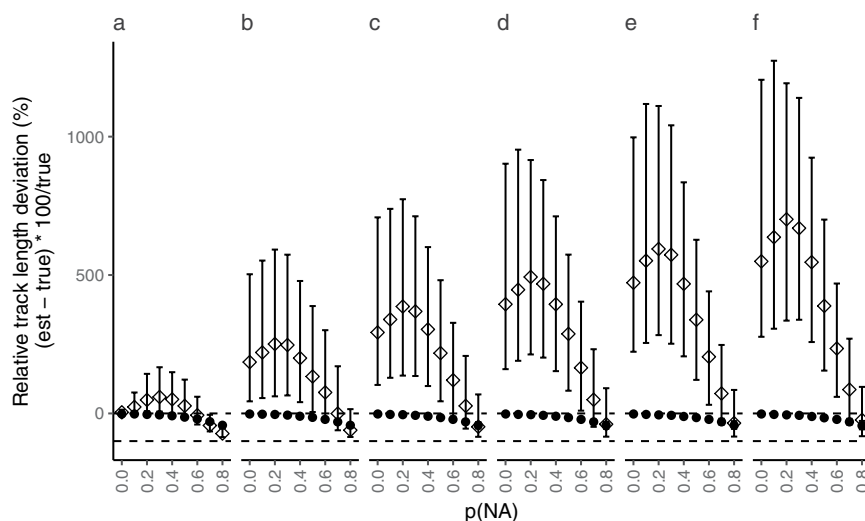 a b c d e f
Relative track length deviation (%)
(est − true) * 100/true
1000
500
0
0.0 0.2 0.4 0.6 0.8 0.0 0.2 0.4 0.6 0.8 0.0 0.2 0.4 0.6 0.8 0.0 0.2 0.4 0.6 0.8 0.0 0.2 0.4 0.6 0.8 0.0 0.2 0.4 0.6 0.8
p(NA)